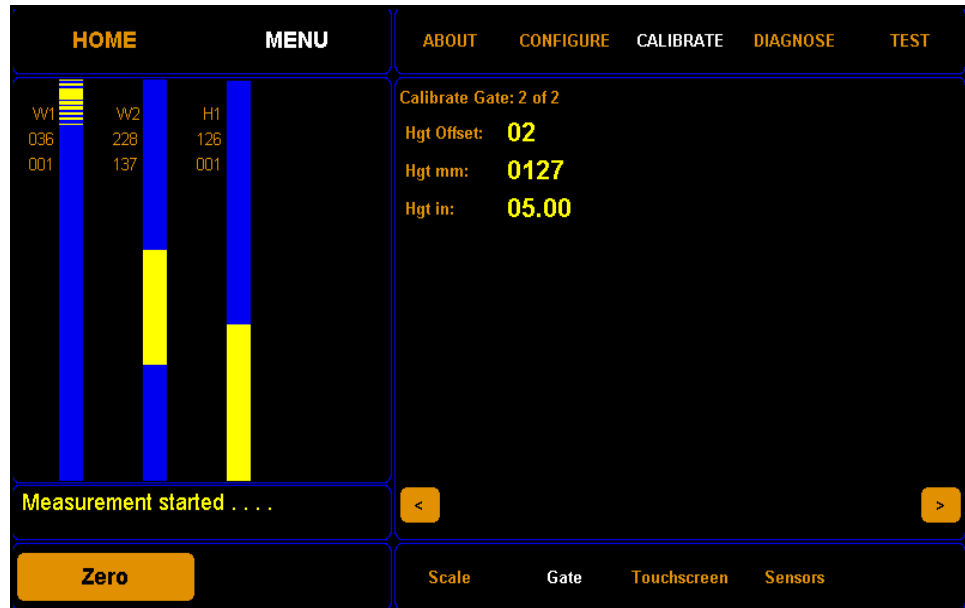 HOME MENU ABOUT CONFIGURE CALIBRATE DIAGNOSE TEST
W1 W2 H1
036 228 126
001 137 001
Calibrate Gate: 2 of 2
Hgt Offset: 02
Hgt mm: 0127
Hgt in: 05.00
Measurement started . . . .
< >
Zero Scale Gate Touchscreen Sensors